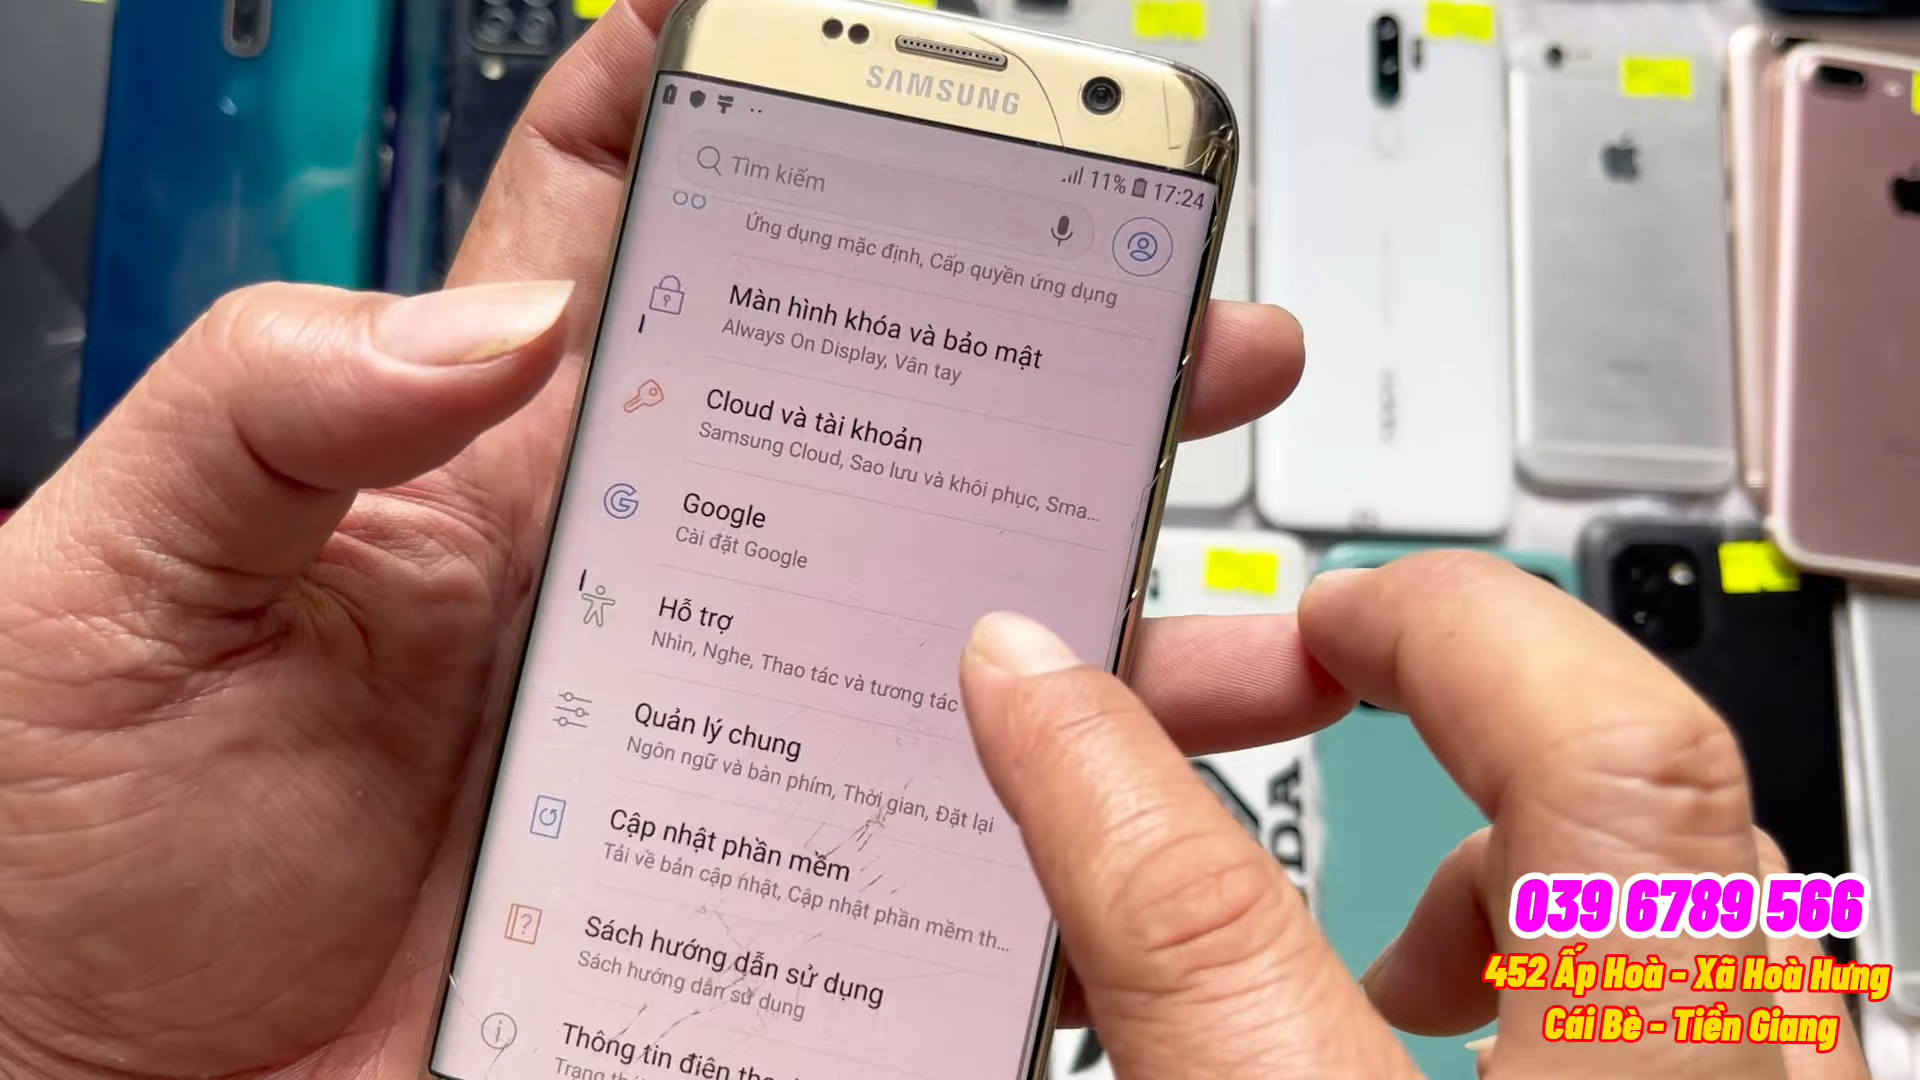 SAMSUNG
11% 17:24
Tìm kiếm
Ứng dụng mặc định, Cấp quyền ứng dụng
Màn hình khóa và bảo mật
Always On Display, Vân tay
Cloud và tài khoản
Samsung Cloud, Sao lưu và khôi phục, Sma...
Google
Cài đặt Google
Hỗ trợ
Nhìn, Nghe, Thao tác và tương tác
Quản lý chung
Ngôn ngữ và bàn phím, Thời gian, Đặt lại
Cập nhật phần mềm
Tải về bản cập nhật, Cập nhật phần mềm th...
Sách hướng dẫn sử dụng
Sách hướng dẫn sử dụng
Thông tin điện
oppo
039 6789 566
452 Ấp Hoà - Xã Hoà Hưng
Cái Bè - Tiền Giang